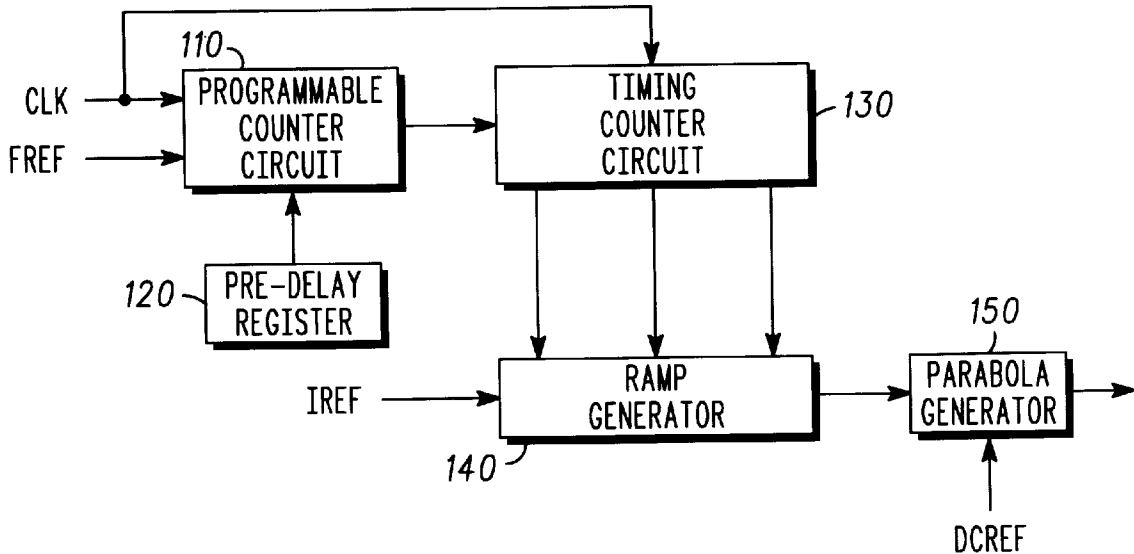 110
CLK
PROGRAMMABLE
COUNTER
CIRCUIT
FREF
TIMING
COUNTER
CIRCUIT
130
120
PRE-DELAY
REGISTER
IREF
RAMP
GENERATOR
140
150
PARABOLA
GENERATOR
DCREF